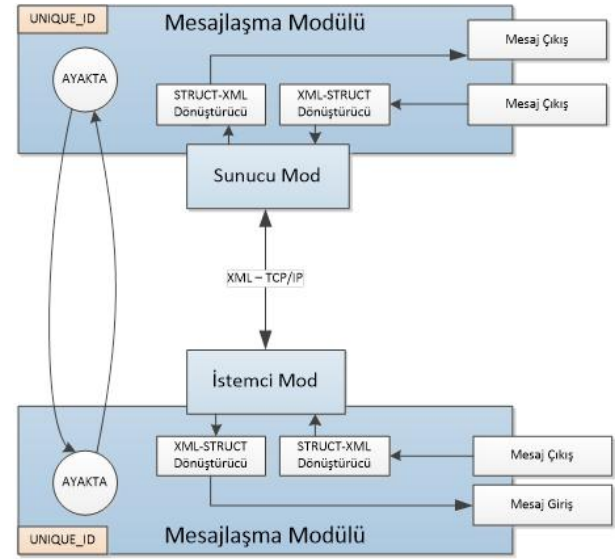 UNIQUE_ID
Mesajlaşma Modülü
Mesaj Çıkış
AYAKTA
STRUCT-XML
Dönüştürücü
XML-STRUCT
Dönüştürücü
Mesaj Çıkış
Sunucu Mod
XML – TCP/IP
İstemci Mod
XML-STRUCT
Dönüştürücü
STRUCT-XML
Dönüştürücü
Mesaj Çıkış
AYAKTA
Mesaj Giriş
UNIQUE_ID
Mesajlaşma Modülü